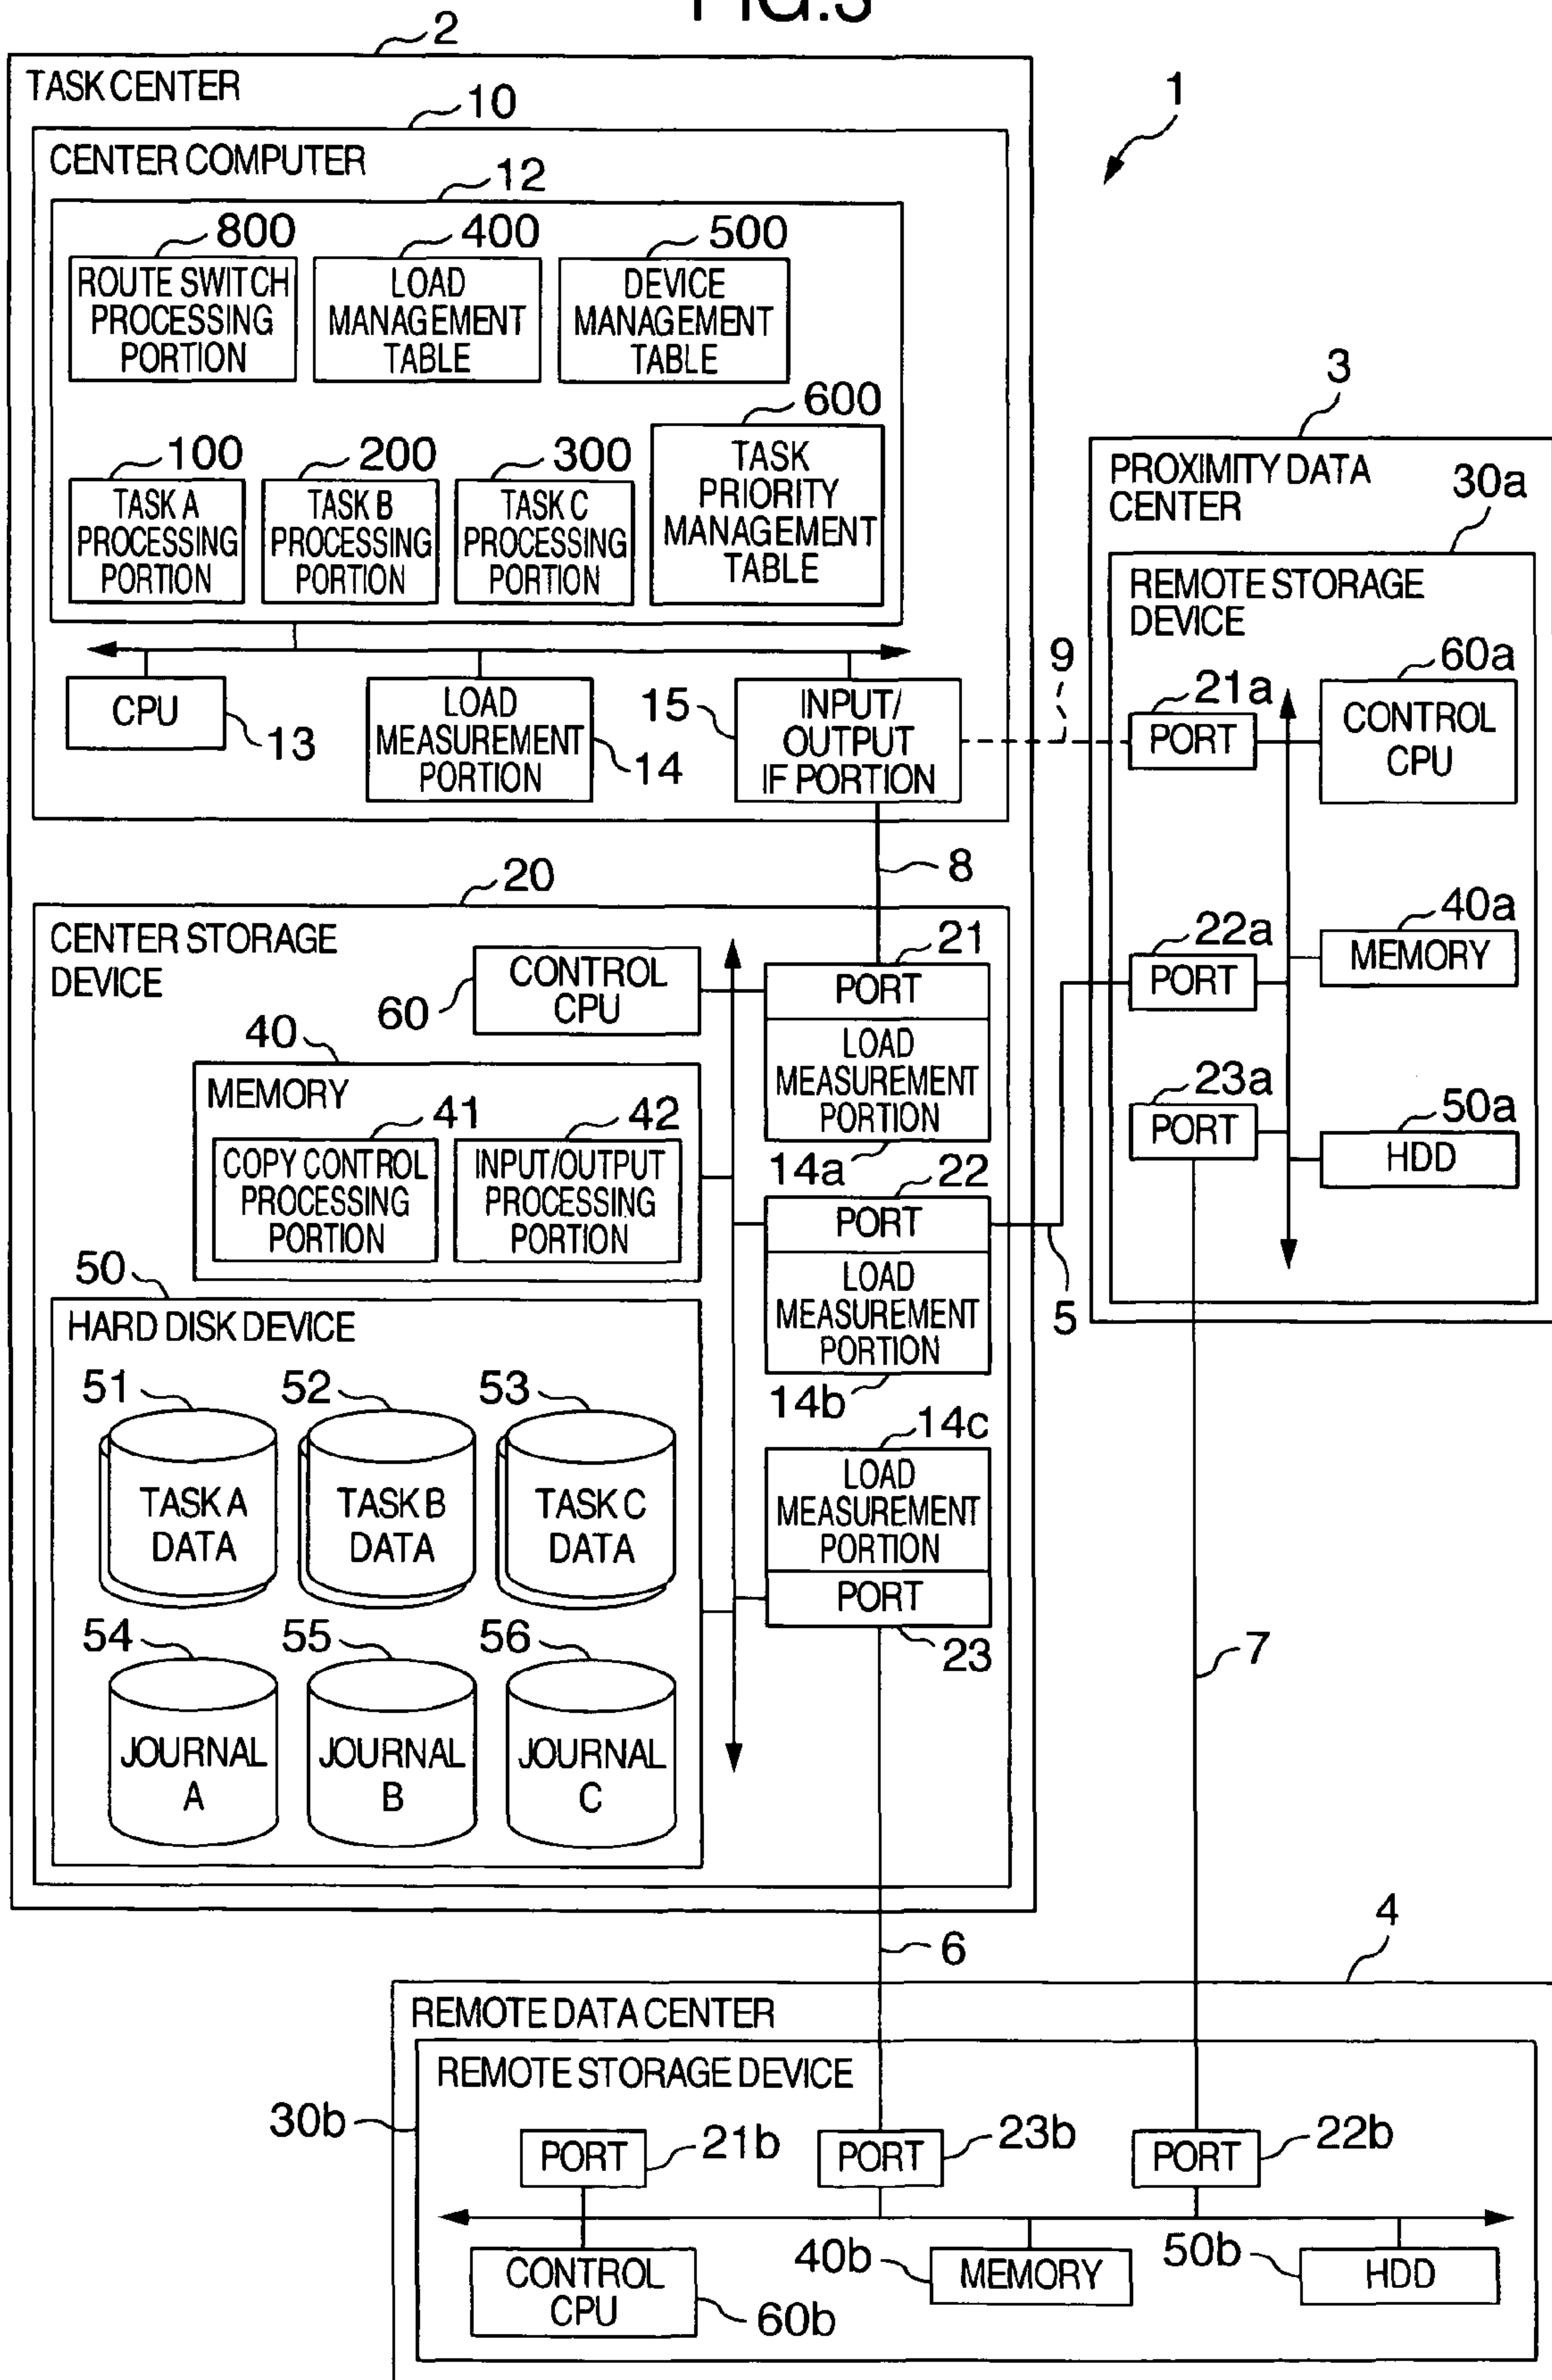 FIG.3
2
TASK CENTER
1
10
CENTER COMPUTER
12
800
400
500
ROUTE SWITCH
PROCESSING
PORTION
LOAD
MANAGEMENT
TABLE
DEVICE
MANAGEMENT
TABLE
600
100
200
300
TASK A
PROCESSING
PORTION
TASK B
PROCESSING
PORTION
TASK C
PROCESSING
PORTION
TASK
PRIORITY
MANAGEMENT
TABLE
CPU
13
LOAD
MEASUREMENT
PORTION
14
15
INPUT/
OUTPUT
IF PORTION
9
8
3
PROXIMITY DATA
CENTER
30a
REMOTE STORAGE
DEVICE
21a
PORT
60a
CONTROL
CPU
22a
PORT
40a
MEMORY
23a
PORT
50a
HDD
20
CENTER STORAGE
DEVICE
60
CONTROL
CPU
21
PORT
LOAD
MEASUREMENT
PORTION
14a
40
MEMORY
41
42
COPY CONTROL
PROCESSING
PORTION
INPUT/OUTPUT
PROCESSING
PORTION
22
PORT
LOAD
MEASUREMENT
PORTION
14b
5
50
HARD DISK DEVICE
51
52
53
TASK A
DATA
TASK B
DATA
TASK C
DATA
14c
LOAD
MEASUREMENT
PORTION
PORT
23
54
55
56
JOURNAL
A
JOURNAL
B
JOURNAL
C
7
6
4
REMOTE DATA CENTER
REMOTE STORAGE DEVICE
30b
PORT
21b
PORT
23b
PORT
22b
CONTROL
CPU
60b
40b
MEMORY
50b
HDD